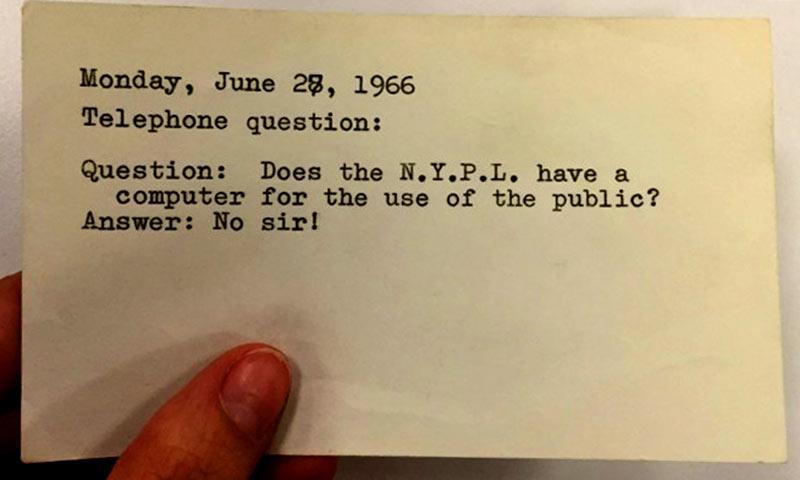 Monday, June 27, 1966
Telephone question:
Question: Does the N.Y.P.L. have a
computer for the use of the public?
Answer: No sir!